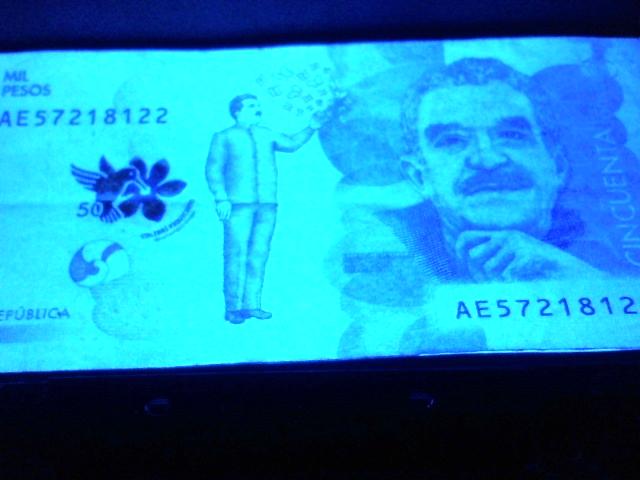 MIL
PESOS
AE57218122
50
EPÚBLICA
CINCUENTA
AE5721812